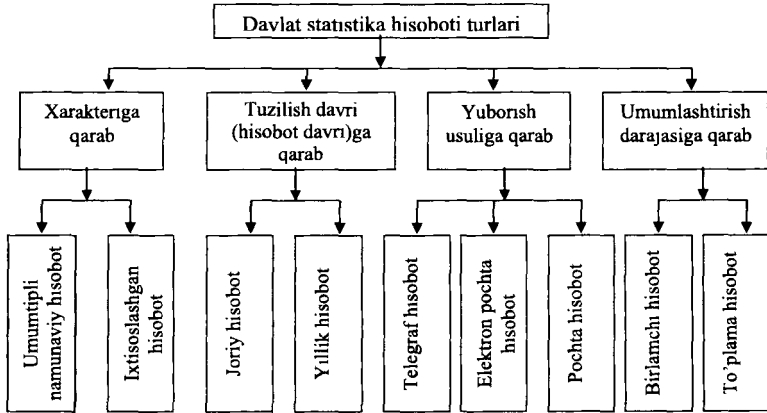 Davlat statistika hisoboti turlari
Xarakteriga
qarab
Tuzilish davri
(hisobot davri)ga
qarab
Yuborish
usuliga qarab
Umumlashtirish
darajasiga qarab
Umumtipli
namunaviy hisobot
Ixtisoslashgan
hisobot
Joriy hisobot
Yillik hisobot
Telegraf hisobot
Elektron pochta
hisobot
Pochta hisobot
Birlamchi hisobot
To'plama hisobot